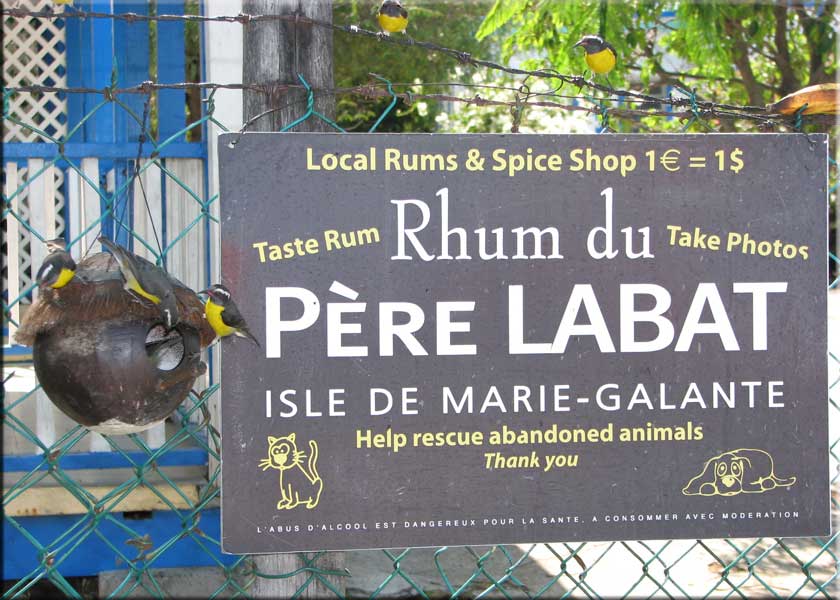 Local Rums & Spice Shop 1€ = 1$
Taste Rum Rhum du Take Photos
PÈRE LABAT
ISLE DE MARIE-GALANTE
Help rescue abandoned animals
Thank you
L'ABUS D'ALCOOL EST DANGEREUX POUR LA SANTE, A CONSOMMER AVEC MODERATION